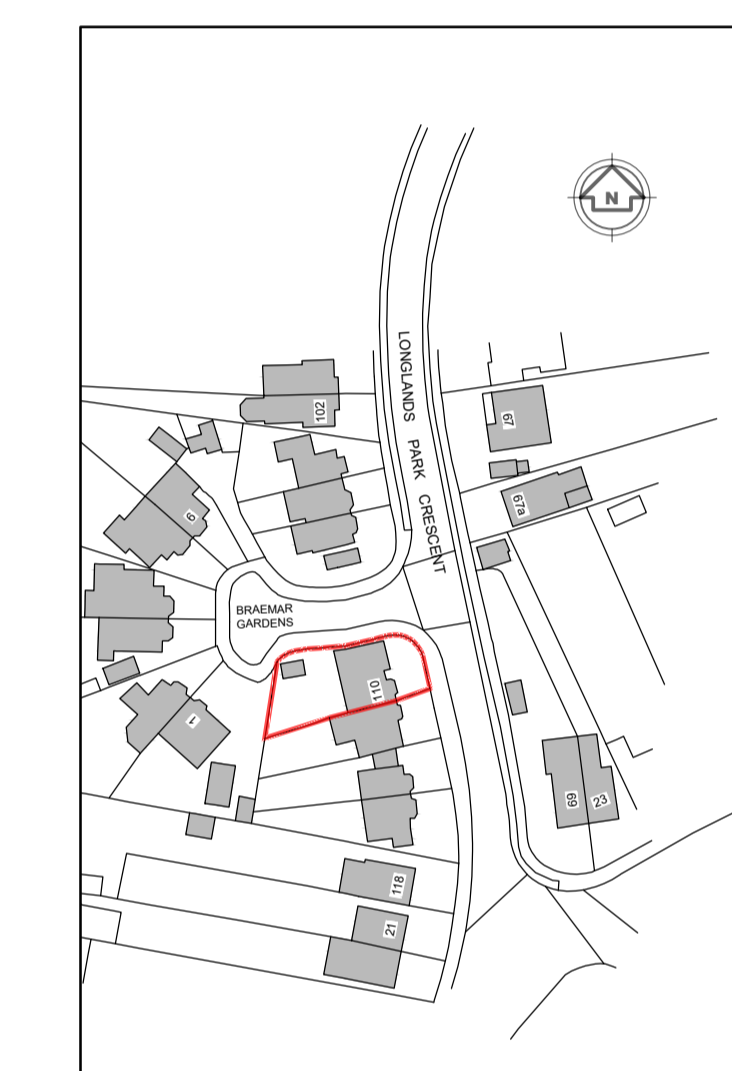 N
LONGLANDS PARK CRESCENT
102
67
67a
9
BRAEMAR
GARDENS
110
1
69
23
118
21